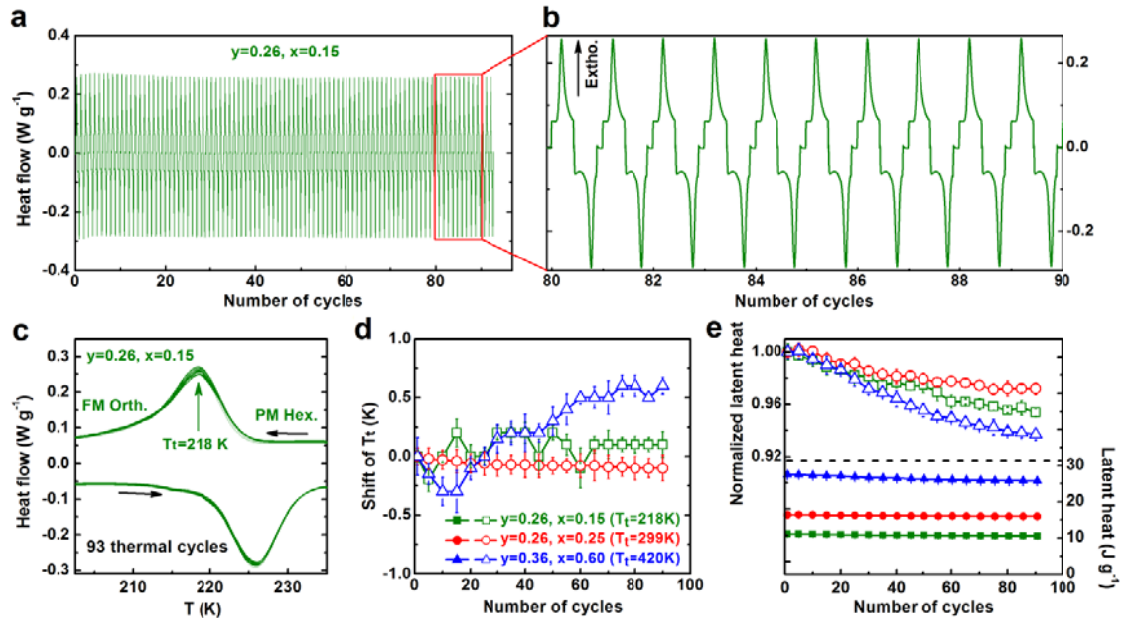 a
y=0.26, x=0.15
Heat flow (W g⁻¹)
0.4
0.2
0.0
-0.2
-0.4
0 20 40 60 80
Number of cycles
b
Extho.
0.2
0.0
-0.2
80 82 84 86 88 90
Number of cycles
c
y=0.26, x=0.15
Heat flow (W g⁻¹)
0.3
0.2
0.1
0.0
-0.1
-0.2
-0.3
FM Orth.
PM Hex.
Tt=218 K
93 thermal cycles
210 220 230
T (K)
d
Shift of Tt (K)
1.0
0.5
0.0
-0.5
-1.0
y=0.26, x=0.15 (Tt=218K)
y=0.26, x=0.25 (Tt=299K)
y=0.36, x=0.60 (Tt=420K)
0 20 40 60 80 100
Number of cycles
e
Normalized latent heat
1.00
0.96
0.92
30
20
10
0
Latent heat (J g⁻¹)
0 20 40 60 80 100
Number of cycles